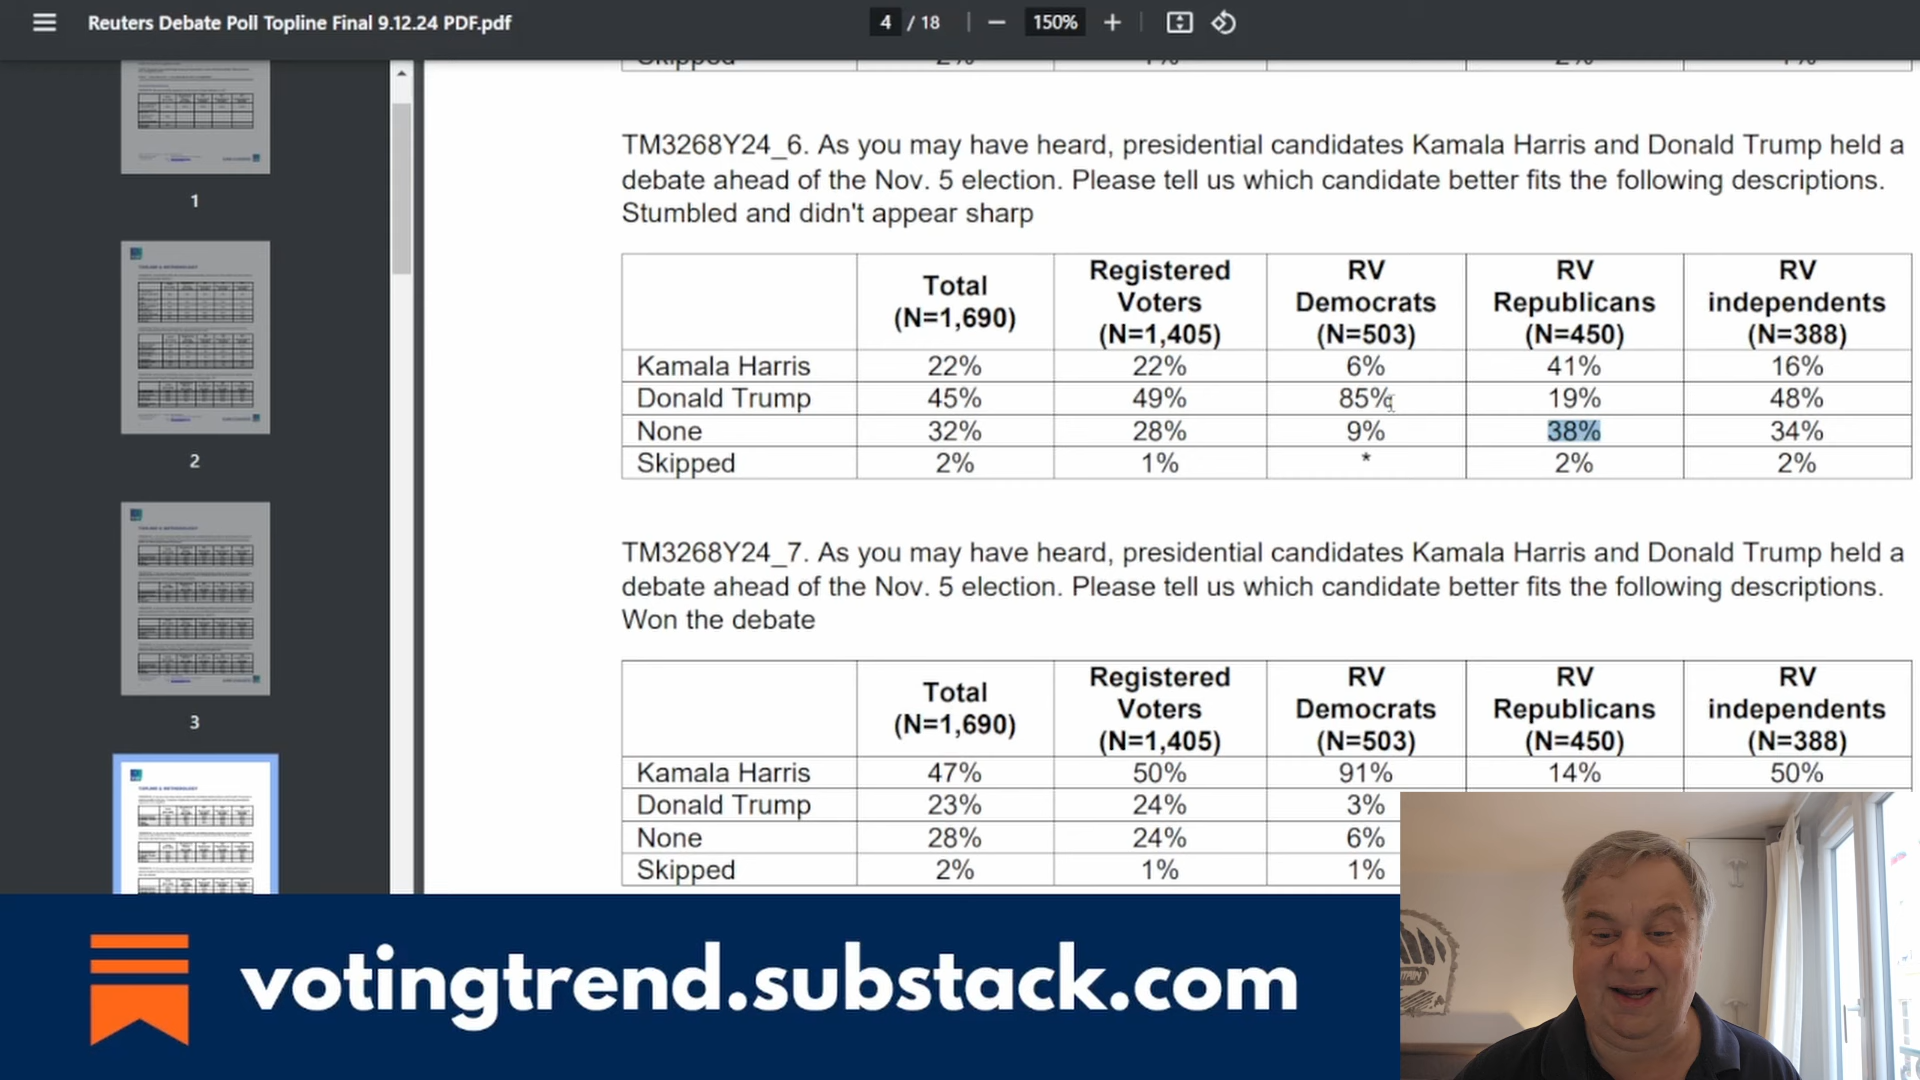 Reuters Debate Poll Topline Final 9.12.24 PDF.pdf
4 / 18
150%
1
2
3
Skipped 2% 1% 2% 1%
TM3268Y24_6. As you may have heard, presidential candidates Kamala Harris and Donald Trump held a
debate ahead of the Nov. 5 election. Please tell us which candidate better fits the following descriptions.
Stumbled and didn't appear sharp
Total (N=1,690) Registered Voters (N=1,405) RV Democrats (N=503) RV Republicans (N=450) RV independents (N=388)
Kamala Harris 22% 22% 6% 41% 16%
Donald Trump 45% 49% 85% 19% 48%
None 32% 28% 9% 38% 34%
Skipped 2% 1% * 2% 2%
TM3268Y24_7. As you may have heard, presidential candidates Kamala Harris and Donald Trump held a
debate ahead of the Nov. 5 election. Please tell us which candidate better fits the following descriptions.
Won the debate
Total (N=1,690) Registered Voters (N=1,405) RV Democrats (N=503) RV Republicans (N=450) RV independents (N=388)
Kamala Harris 47% 50% 91% 14% 50%
Donald Trump 23% 24% 3%
None 28% 24% 6%
Skipped 2% 1% 1%
votingtrend.substack.com